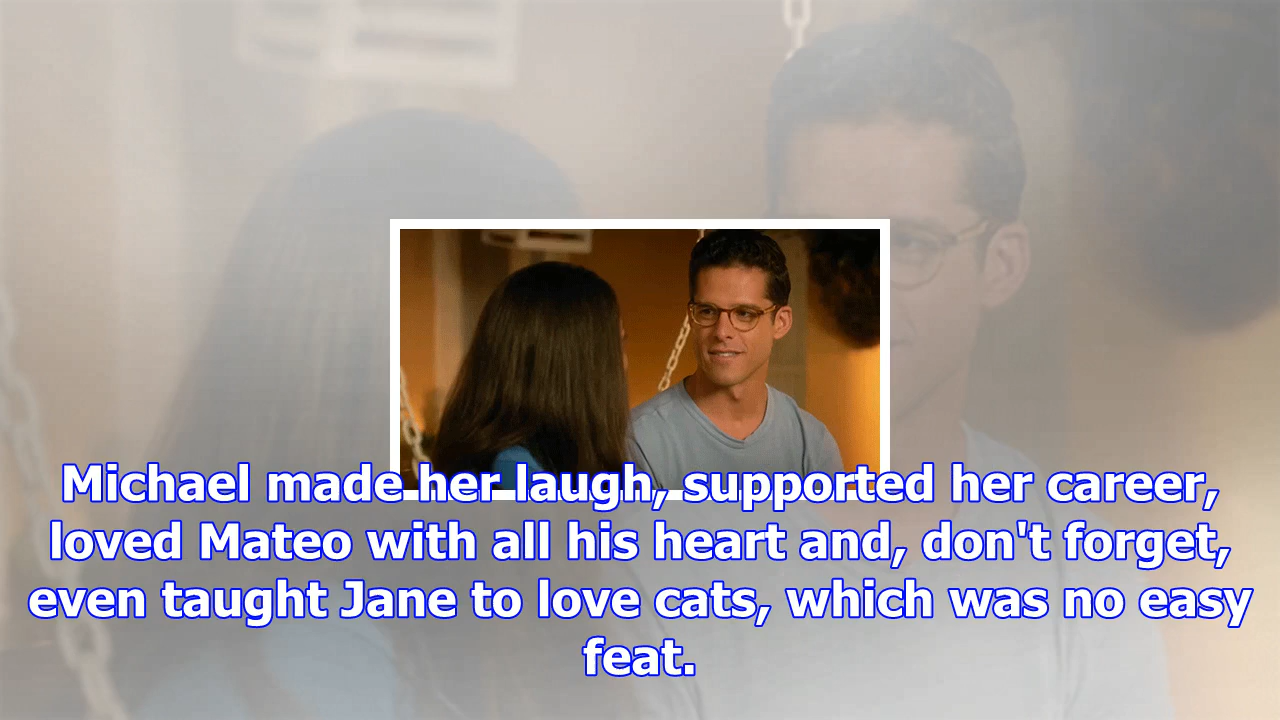 Michael made her laugh, supported her career,
loved Mateo with all his heart and, don't forget,
even taught Jane to love cats, which was no easy
feat.